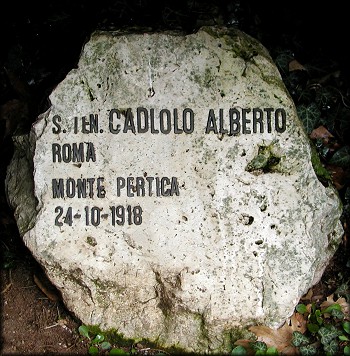 S. TEN. CADLOLO ALBERTO
ROMA
MONTE PERTICA
24-10-1918